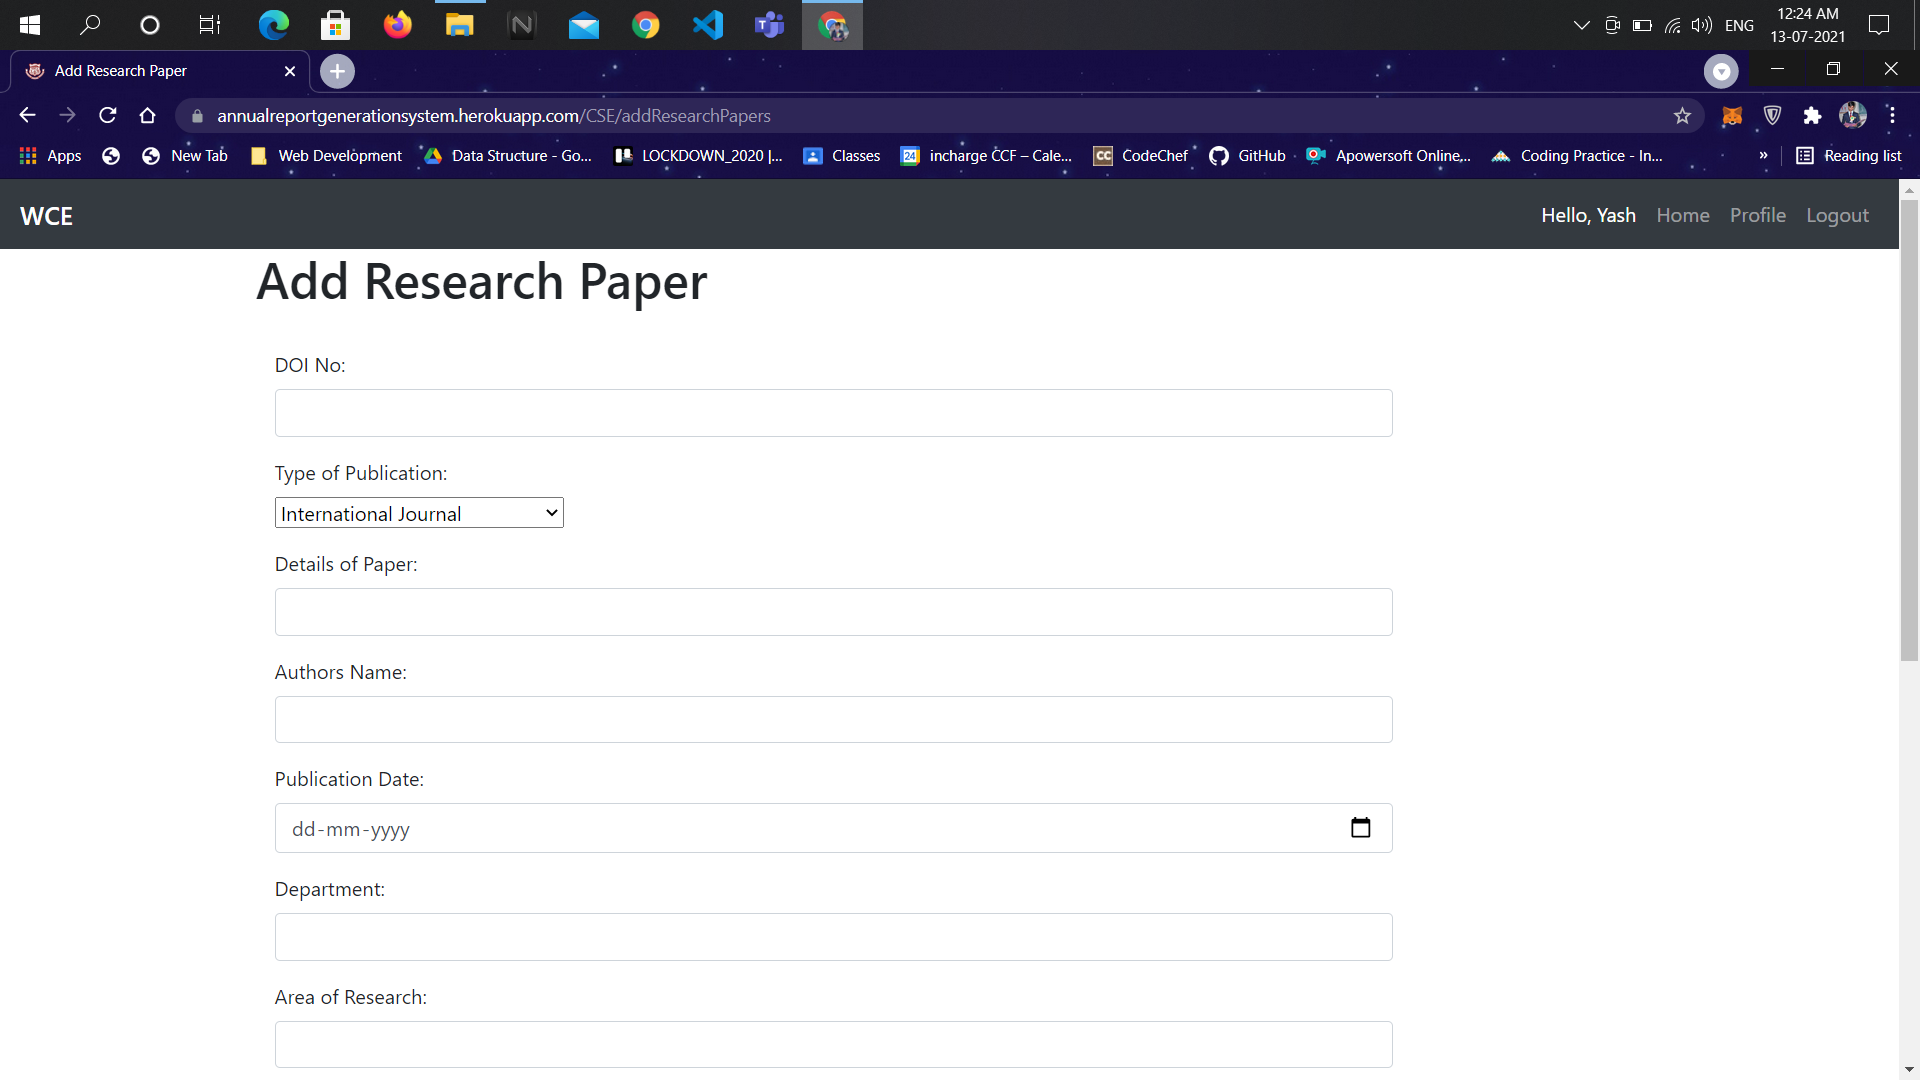 ENG
12:24 AM
13-07-2021
Add Research Paper
annualreportgenerationsystem.herokuapp.com/CSE/addResearchPapers
Apps
New Tab
Web Development
Data Structure - Go...
LOCKDOWN_2020 |...
Classes
24
incharge CCF – Cale...
CC
CodeChef
GitHub
Apowersoft Online,...
Coding Practice - In...
»
Reading list
WCE
Hello, Yash
Home
Profile
Logout
Add Research Paper
DOI No:
Type of Publication:
International Journal
Details of Paper:
Authors Name:
Publication Date:
dd-mm-yyyy
Department:
Area of Research: